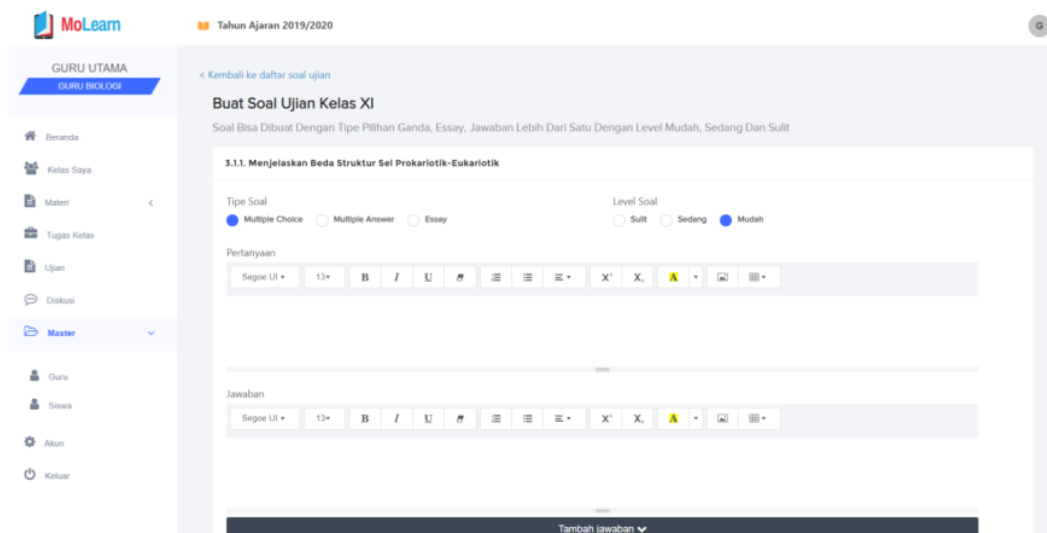 MoLearn
Tahun Ajaran 2019/2020
G
GURU UTAMA
GURU BIOLOGI
Beranda
Kelas Saya
Materi
Tugas Kelas
Ujian
Diskusi
Master
Guru
Siswa
Akun
Keluar
< Kembali ke daftar soal ujian
Buat Soal Ujian Kelas XI
Soal Bisa Dibuat Dengan Tipe Pilihan Ganda, Essay, Jawaban Lebih Dari Satu Dengan Level Mudah, Sedang Dan Sulit
3.1.1. Menjelaskan Beda Struktur Sel Prokariotik-Eukariotik
Tipe Soal
Multiple Choice Multiple Answer Essay
Level Soal
Sulit Sedang Mudah
Pertanyaan
Segoe UI 13 B I U X' X, A
Jawaban
Segoe UI 13 B I U X' X, A
Tambah jawaban